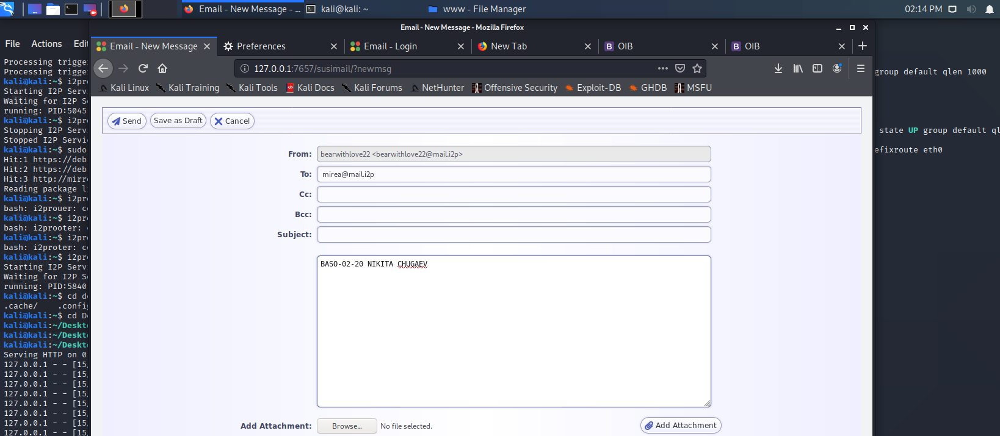 Email - New Message - ...
kali@kali: ~
www - File Manager
02:14 PM
Email - New Message - Mozilla Firefox
File Actions Edi
Email - New Message
Preferences
Email - Login
New Tab
B OIB
B OIB
127.0.0.1:7657/susimail/?newmsg
Kali Linux Kali Training Kali Tools Kali Docs Kali Forums NetHunter Offensive Security Exploit-DB GHDB MSFU
Send Save as Draft Cancel
From: bearwithlove22 <bearwithlove22@mail.i2p>
To: mirea@mail.i2p
Cc:
Bcc:
Subject:
BASO-02-20 NIKITA CHUGAEV
Add Attachment: Browse... No file selected. Add Attachment
Processing trigge
Processing trigge
kali@kali:~$ i2pro
Starting I2P Serv
Waiting for I2P S
running: PID:5045
kali@kali:~$ i2pro
Stopping I2P Serv
Stopped I2P Servi
kali@kali:~$ sudo
Hit:1 https://deb
Hit:2 https://deb
Hit:3 http://mirr
Reading package l
kali@kali:~$ i2pr
bash: i2prouer: c
kali@kali:~$ i2pr
bash: i2prooter:
kali@kali:~$ i2pr
bash: i2proter: c
kali@kali:~$ i2pr
Starting I2P Serv
Waiting for I2P S
running: PID:5840
kali@kali:~$ cd d
.cache/ .config
kali@kali:~$ cd D
kali@kali:~/Deskt
kali@kali:~/Deskt
kali@kali:~/Deskt
Serving HTTP on 0
127.0.0.1 - - [15
127.0.0.1 - - [15
127.0.0.1 - - [15
127.0.0.1 - - [15
127.0.0.1 - - [15
127.0.0.1 - - [15
127.0.0.1 - - [15
127.0.0.1 - - [15
group default qlen 1000
state UP group default ql
efixroute eth0